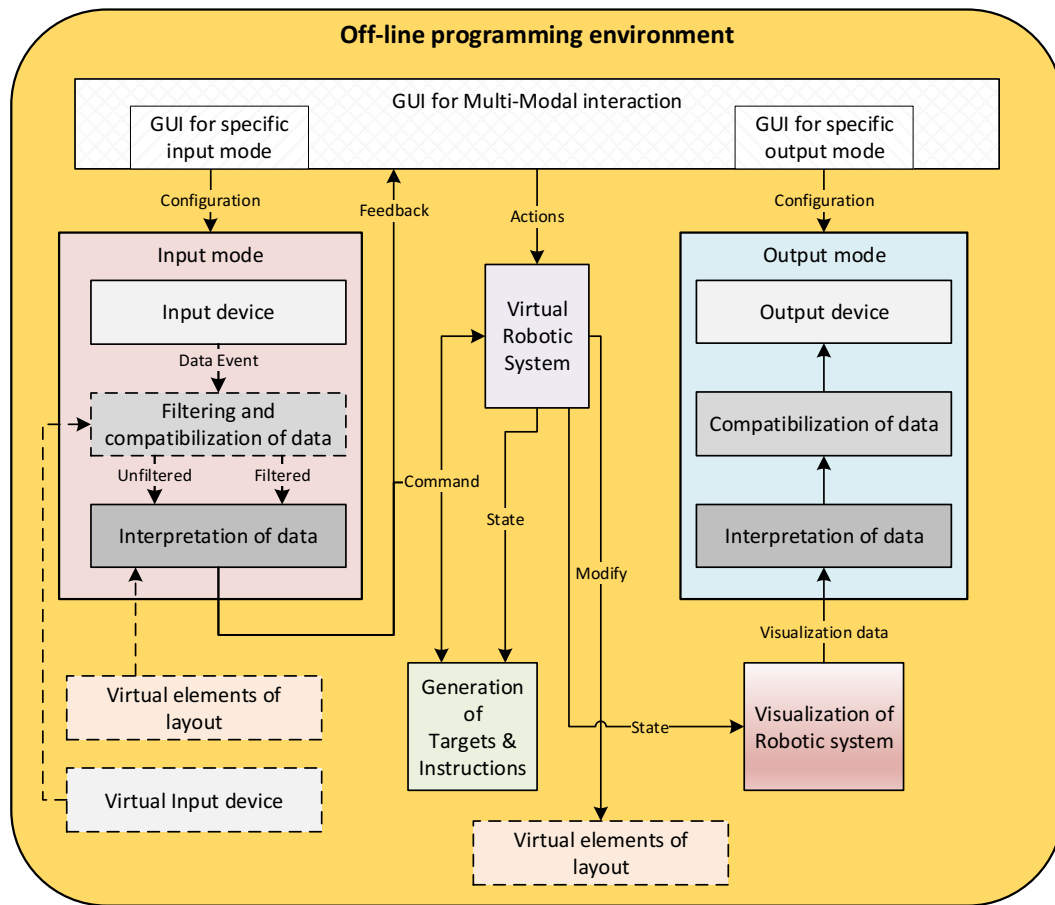 Off-line programming environment
GUI for Multi-Modal interaction
GUI for specific
input mode
GUI for specific
output mode
Configuration
Feedback
Actions
Configuration
Input mode
Input device
Data Event
Filtering and
compatibilization of data
Unfiltered
Filtered
Interpretation of data
Virtual
Robotic
System
Output mode
Output device
Compatibilization of data
Interpretation of data
Command
State
Modify
Visualization data
Virtual elements of
layout
Virtual Input device
Generation
of
Targets &
Instructions
State
Visualization of
Robotic system
Virtual elements of
layout